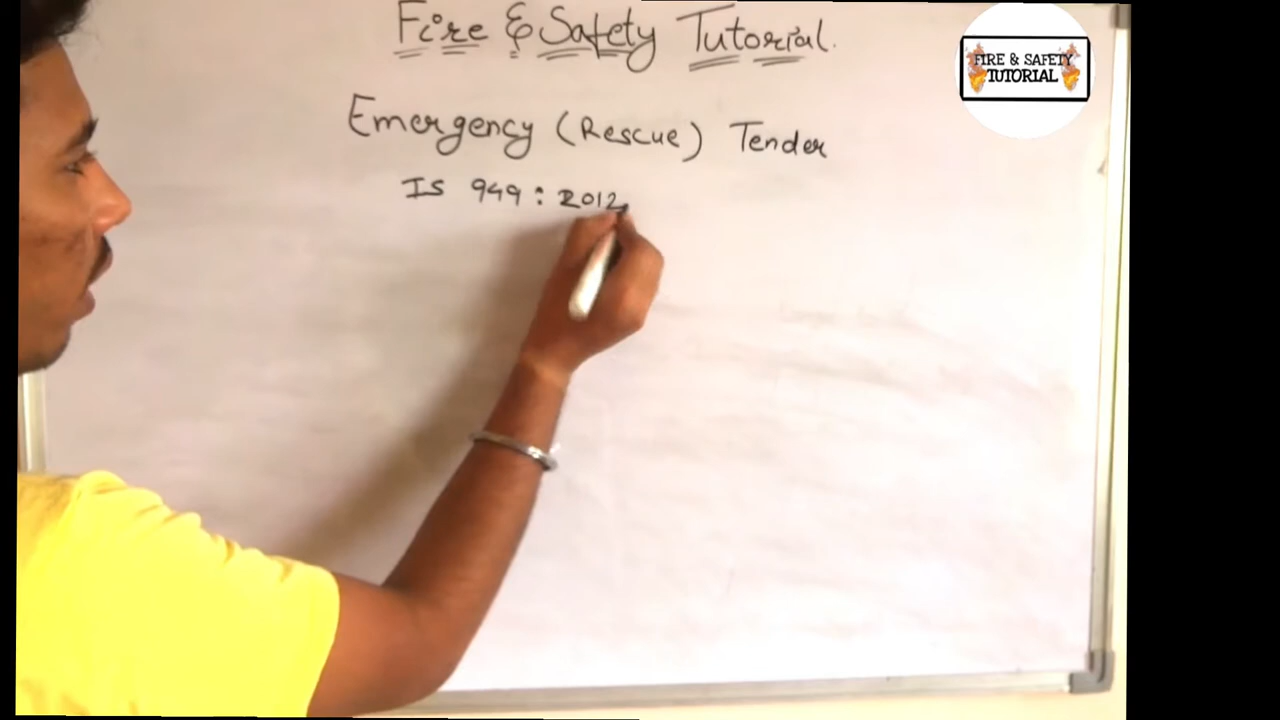 Fire & Safety Tutorial.
FIRE & SAFETY
TUTORIAL
Emergency (Rescue) Tender
IS 949 : 2012